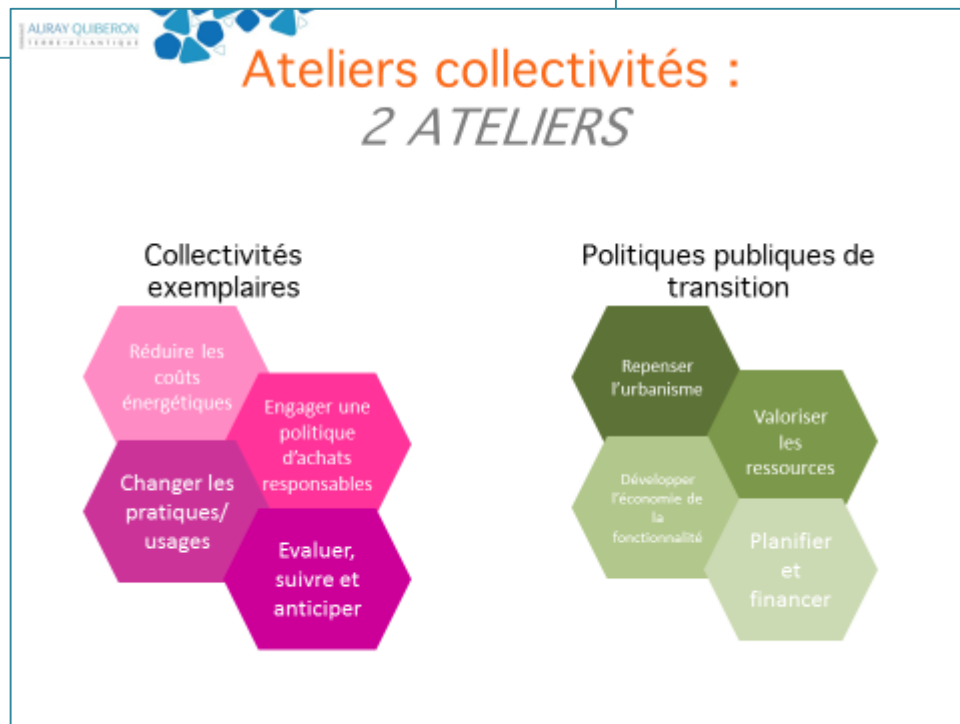 AURAY QUIBERON
TERRE-ATLANTIQUE
Ateliers collectivités :
2 ATELIERS
Collectivités
exemplaires
Réduire les
coûts
énergétiques
Engager une
politique
d'achats
responsables
Changer les
pratiques/
usages
Evaluer,
suivre et
anticiper
Politiques publiques de
transition
Repenser
l'urbanisme
Valoriser
les
ressources
Développer
l'économie de
la
fonctionnalité
Planifier
et
financer